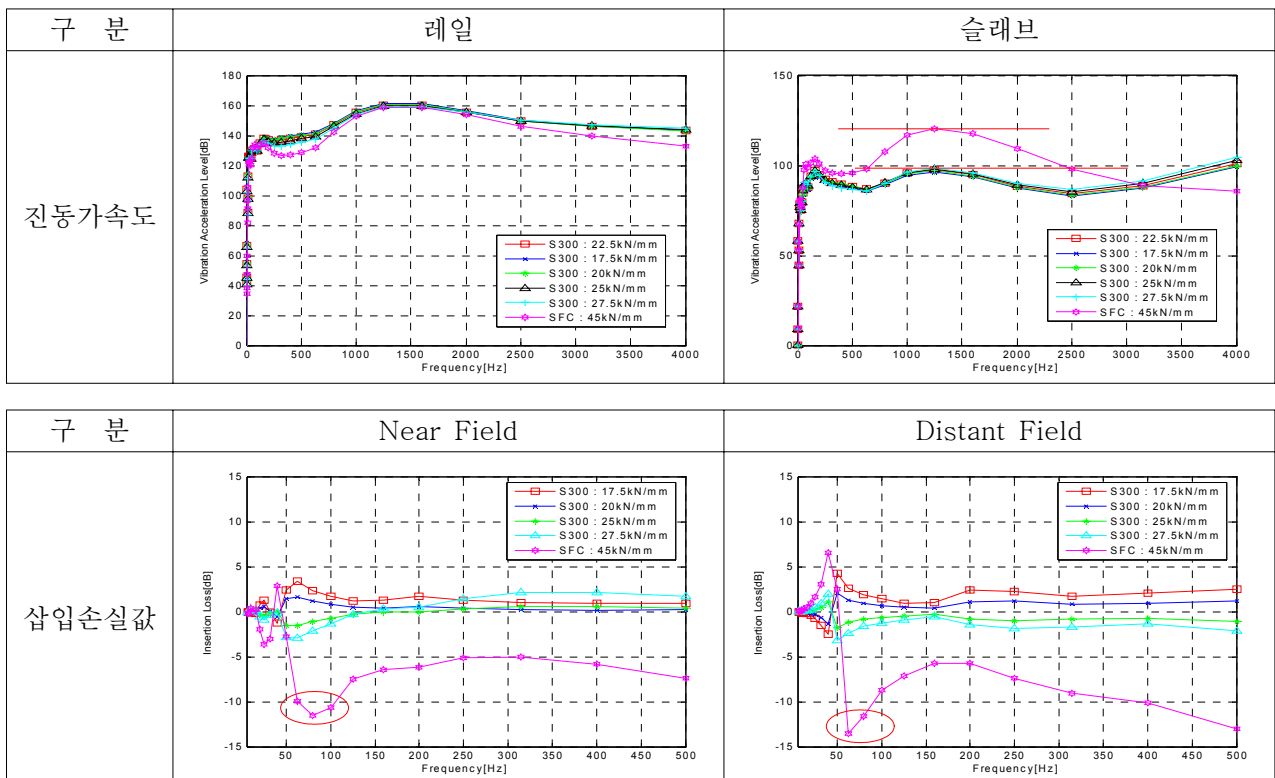 구 분
레일
슬래브
진동가속도
180
160
140
120
100
80
60
40
20
0
Vibration Acceleration Level[dB]
S300 : 22.5kN/mm
S300 : 17.5kN/mm
S300 : 20kN/mm
S300 : 25kN/mm
S300 : 27.5kN/mm
SFC : 45kN/mm
0 500 1000 1500 2000 2500 3000 3500 4000
Frequency[Hz]
150
100
50
0
Vibration Acceleration Level[dB]
S300 : 22.5kN/mm
S300 : 17.5kN/mm
S300 : 20kN/mm
S300 : 25kN/mm
S300 : 27.5kN/mm
SFC : 45kN/mm
0 500 1000 1500 2000 2500 3000 3500 4000
Frequency[Hz]
구 분
Near Field
Distant Field
삽입손실값
15
10
5
0
-5
-10
-15
Insertion Loss[dB]
S300 : 17.5kN/mm
S300 : 20kN/mm
S300 : 25kN/mm
S300 : 27.5kN/mm
SFC : 45kN/mm
50 100 150 200 250 300 350 400 450 500
Frequency[Hz]
15
10
5
0
-5
-10
-15
Insertion Loss[dB]
S300 : 17.5kN/mm
S300 : 20kN/mm
S300 : 25kN/mm
S300 : 27.5kN/mm
SFC : 45kN/mm
50 100 150 200 250 300 350 400 450 500
Frequency[Hz]